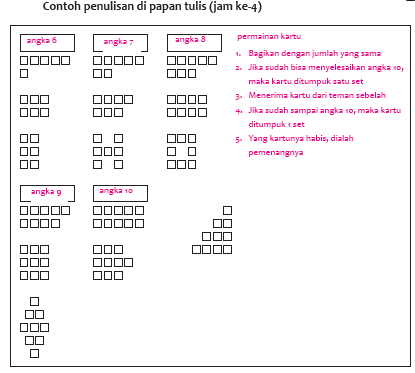 Contoh penulisan di papan tulis (jam ke-4)
angka 6
angka 7
angka 8
permainan kartu
1. Bagikan dengan jumlah yang sama
2. Jika sudah bisa menyelesaikan angka 10,
maka kartu ditumpuk satu set
3. Menerima kartu dari teman sebelah
4. Jika sudah sampai angka 10, maka kartu
ditumpuk 1 set
5. Yang kartunya habis, dialah
pemenangnya
angka 9
angka 10